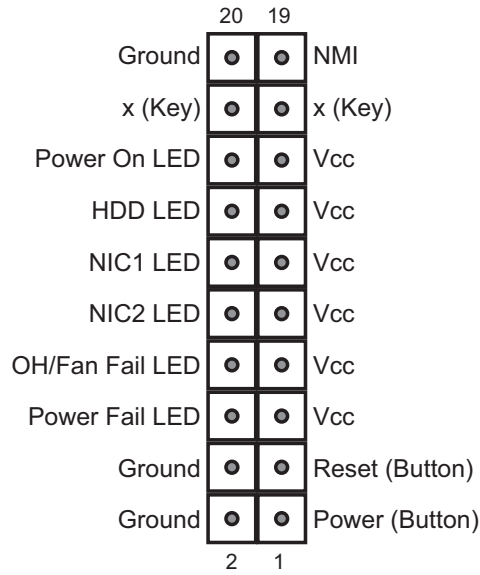 20 19
Ground NMI
x (Key) x (Key)
Power On LED Vcc
HDD LED Vcc
NIC1 LED Vcc
NIC2 LED Vcc
OH/Fan Fail LED Vcc
Power Fail LED Vcc
Ground Reset (Button)
Ground Power (Button)
2 1